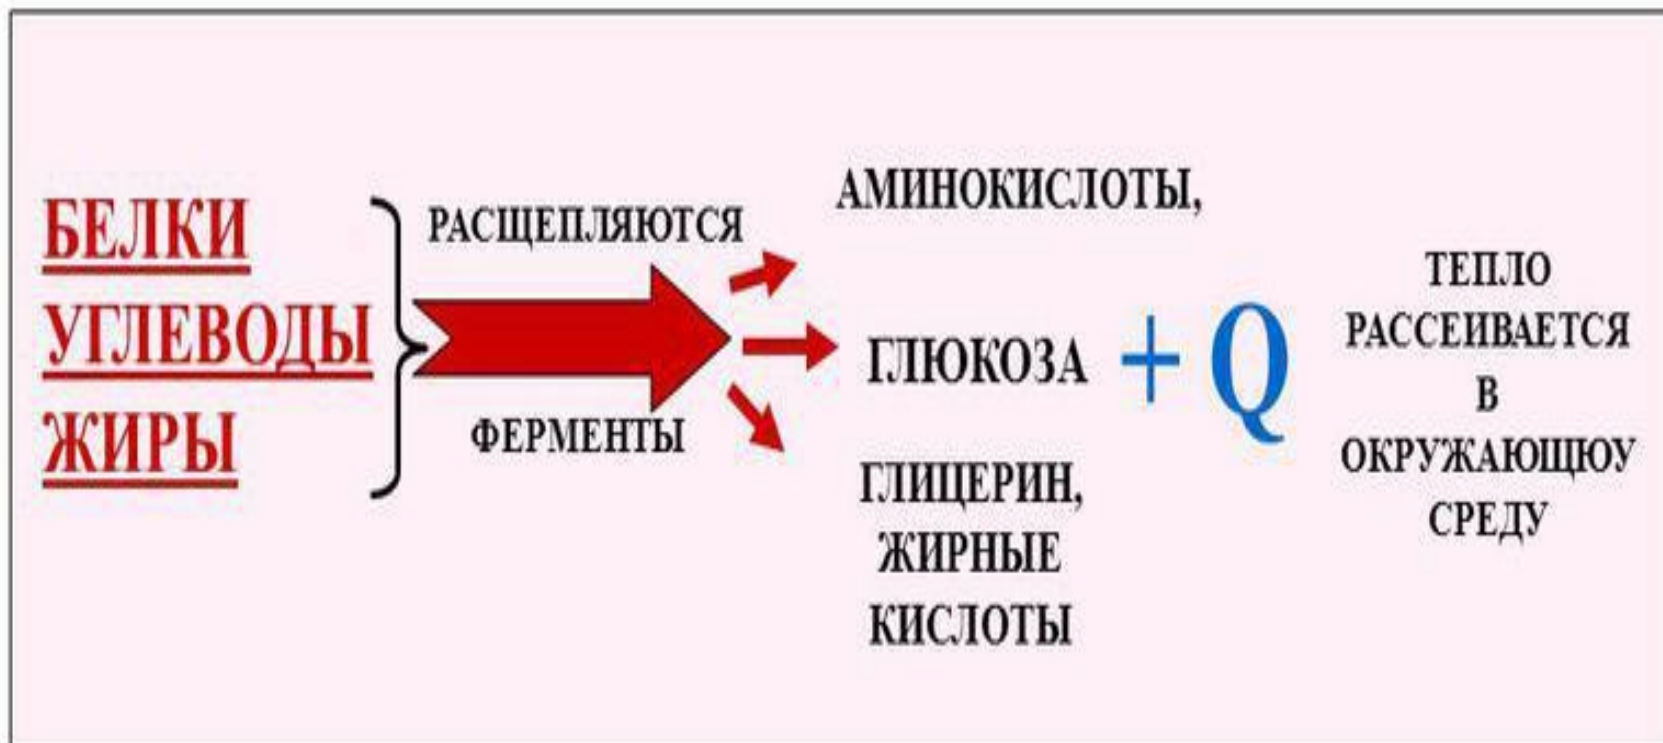 БЕЛКИ
УГЛЕВОДЫ
ЖИРЫ
РАСЩЕПЛЯЮТСЯ
ФЕРМЕНТЫ
АМИНОКИСЛОТЫ,
ГЛЮКОЗА
ГЛИЦЕРИН,
ЖИРНЫЕ
КИСЛОТЫ
+ Q
ТЕПЛО
РАССЕИВАЕТСЯ
В
ОКРУЖАЮЩЮУ
СРЕДУ